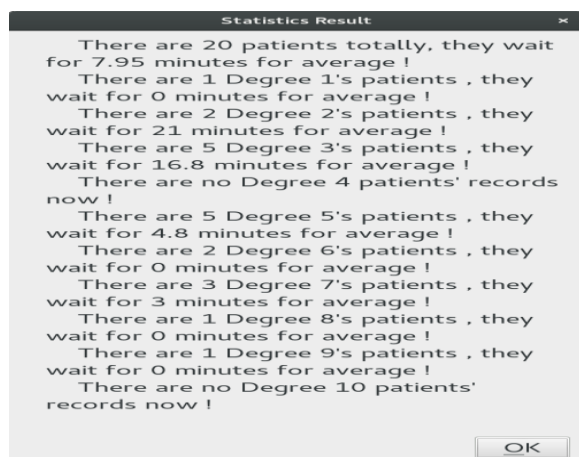 Statistics Result ×
There are 20 patients totally, they wait
for 7.95 minutes for average !
There are 1 Degree 1's patients , they
wait for 0 minutes for average !
There are 2 Degree 2's patients , they
wait for 21 minutes for average !
There are 5 Degree 3's patients , they
wait for 16.8 minutes for average !
There are no Degree 4 patients' records
now !
There are 5 Degree 5's patients , they
wait for 4.8 minutes for average !
There are 2 Degree 6's patients , they
wait for 0 minutes for average !
There are 3 Degree 7's patients , they
wait for 3 minutes for average !
There are 1 Degree 8's patients , they
wait for 0 minutes for average !
There are 1 Degree 9's patients , they
wait for 0 minutes for average !
There are no Degree 10 patients'
records now !
OK